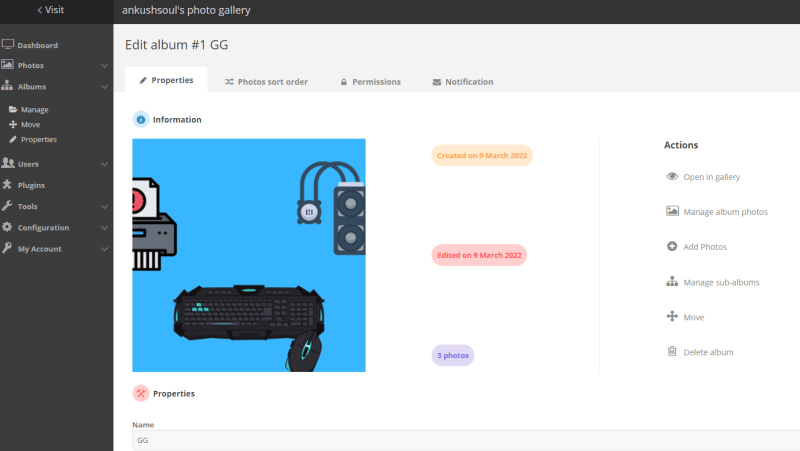 Visit
ankushsoul's photo gallery
Dashboard
Photos
Albums
Manage
Move
Properties
Users
Plugins
Tools
Configuration
My Account
Edit album #1 GG
Properties
Photos sort order
Permissions
Notification
Information
Created on 9 March 2022
Edited on 9 March 2022
3 photos
Actions
Open in gallery
Manage album photos
Add Photos
Manage sub-albums
Move
Delete album
Properties
Name
GG